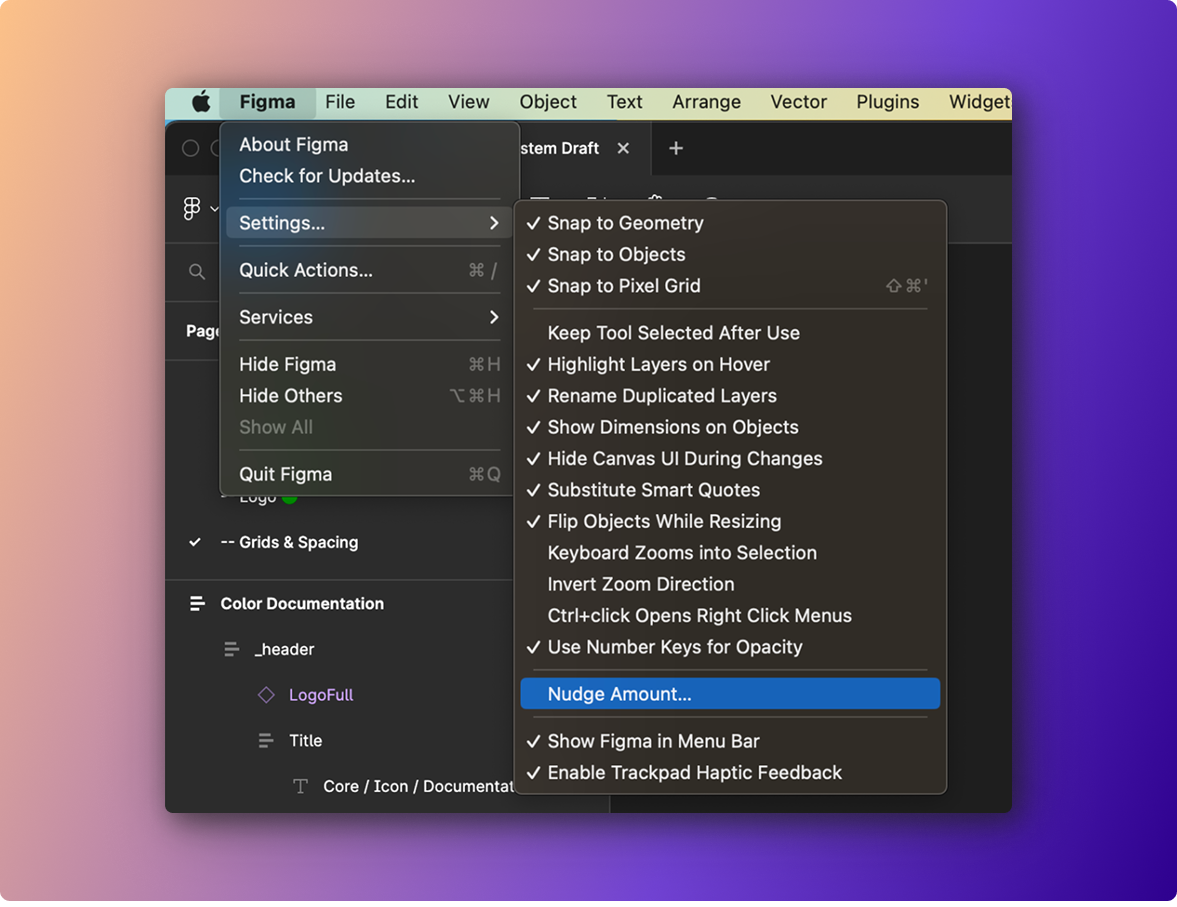 Figma File Edit View Object Text Arrange Vector Plugins Widget
stem Draft
About Figma
Check for Updates...
Settings...
Quick Actions... ⌘ /
Services
Hide Figma ⌘H
Hide Others ⌥⌘H
Show All
Quit Figma ⌘Q
Snap to Geometry
Snap to Objects
Snap to Pixel Grid ⇧⌘'
Keep Tool Selected After Use
Highlight Layers on Hover
Rename Duplicated Layers
Show Dimensions on Objects
Hide Canvas UI During Changes
Substitute Smart Quotes
Flip Objects While Resizing
Keyboard Zooms into Selection
Invert Zoom Direction
Ctrl+click Opens Right Click Menus
Use Number Keys for Opacity
Nudge Amount...
Show Figma in Menu Bar
Enable Trackpad Haptic Feedback
Page
-- Logo
-- Grids & Spacing
Color Documentation
_header
LogoFull
Title
Core / Icon / Documentat